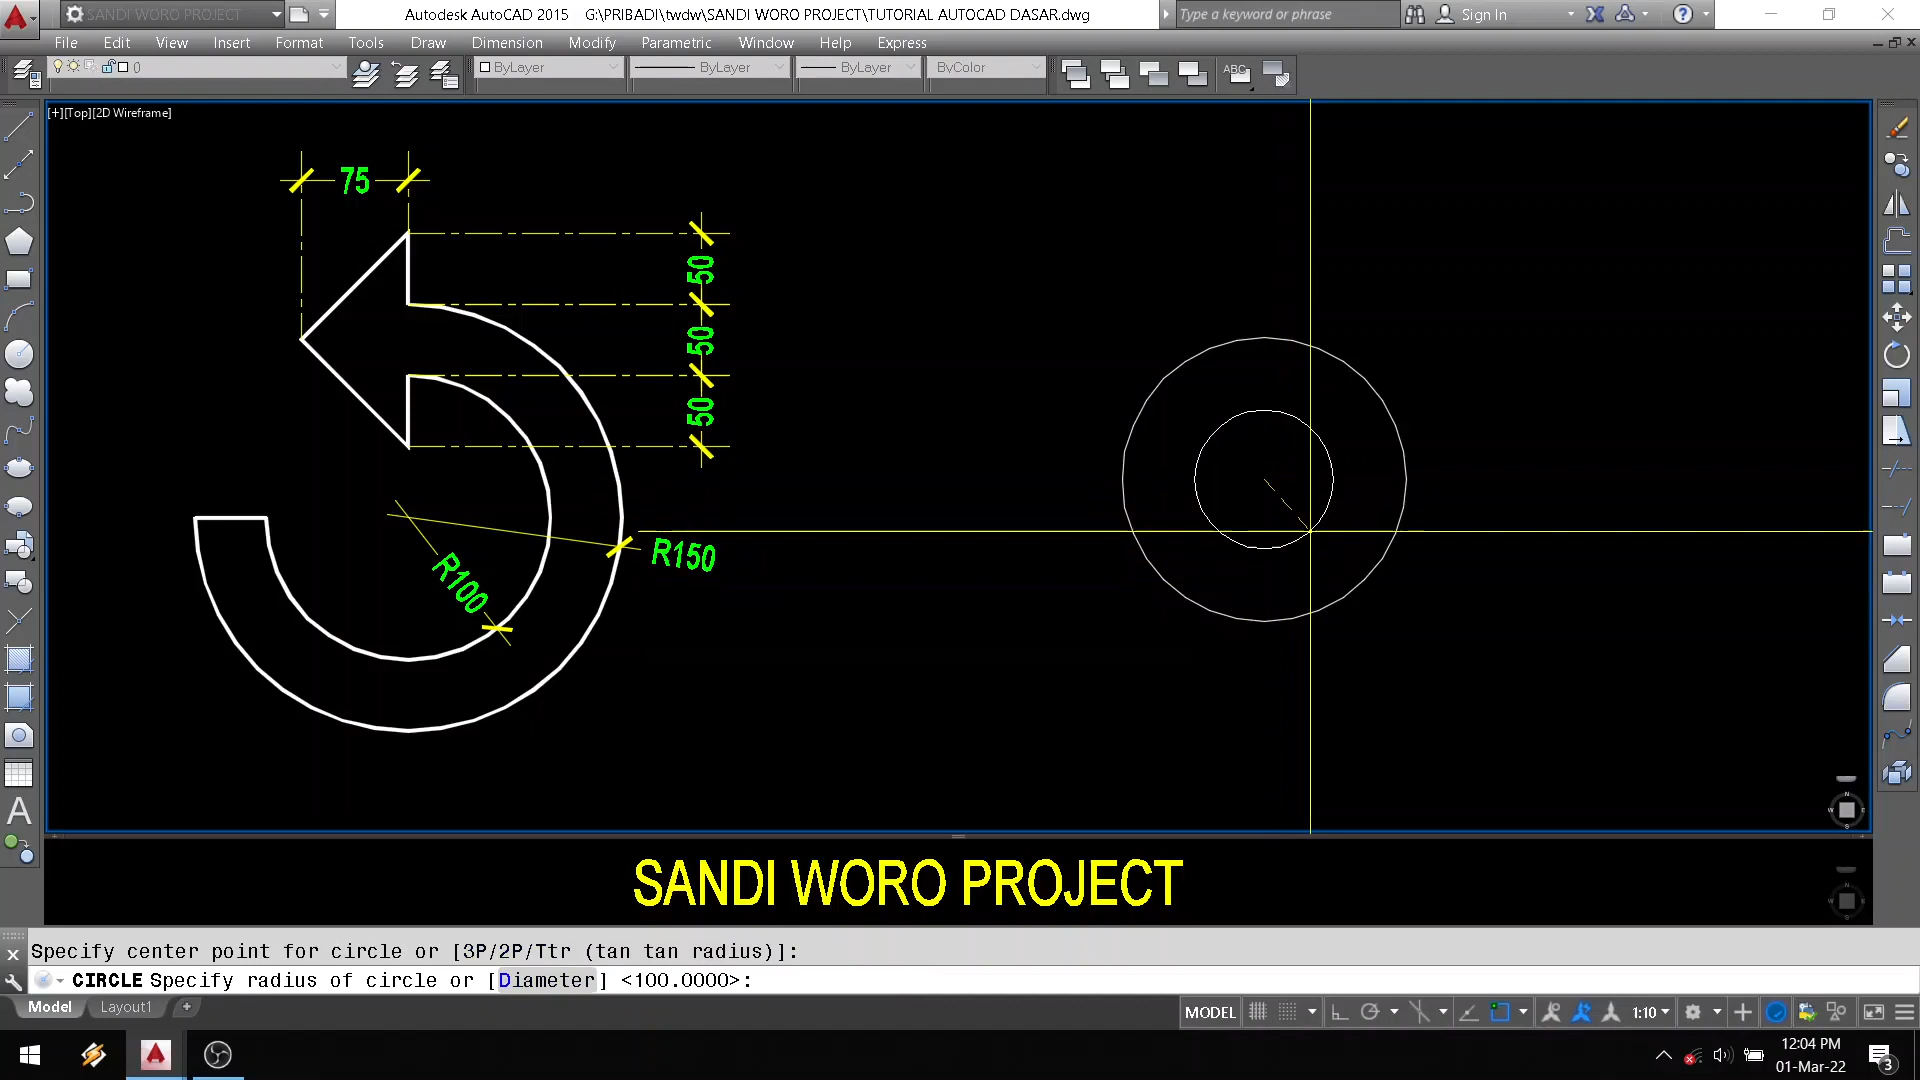 SANDI WORO PROJECT
Autodesk AutoCAD 2015 G:\PRIBADI\twdw\SANDI WORO PROJECT\TUTORIAL AUTOCAD DASAR.dwg
Type a keyword or phrase
Sign In
File Edit View Insert Format Tools Draw Dimension Modify Parametric Window Help Express
0
ByLayer
ByLayer
ByLayer
ByColor
ABC
[+][Top][2D Wireframe]
75
50
50
50
R150
R100
N
W E
S
SANDI WORO PROJECT
Specify center point for circle or [3P/2P/Ttr (tan tan radius)]:
CIRCLE Specify radius of circle or [Diameter] <100.0000>:
Model Layout1 +
MODEL
1:10
12:04 PM
01-Mar-22
3